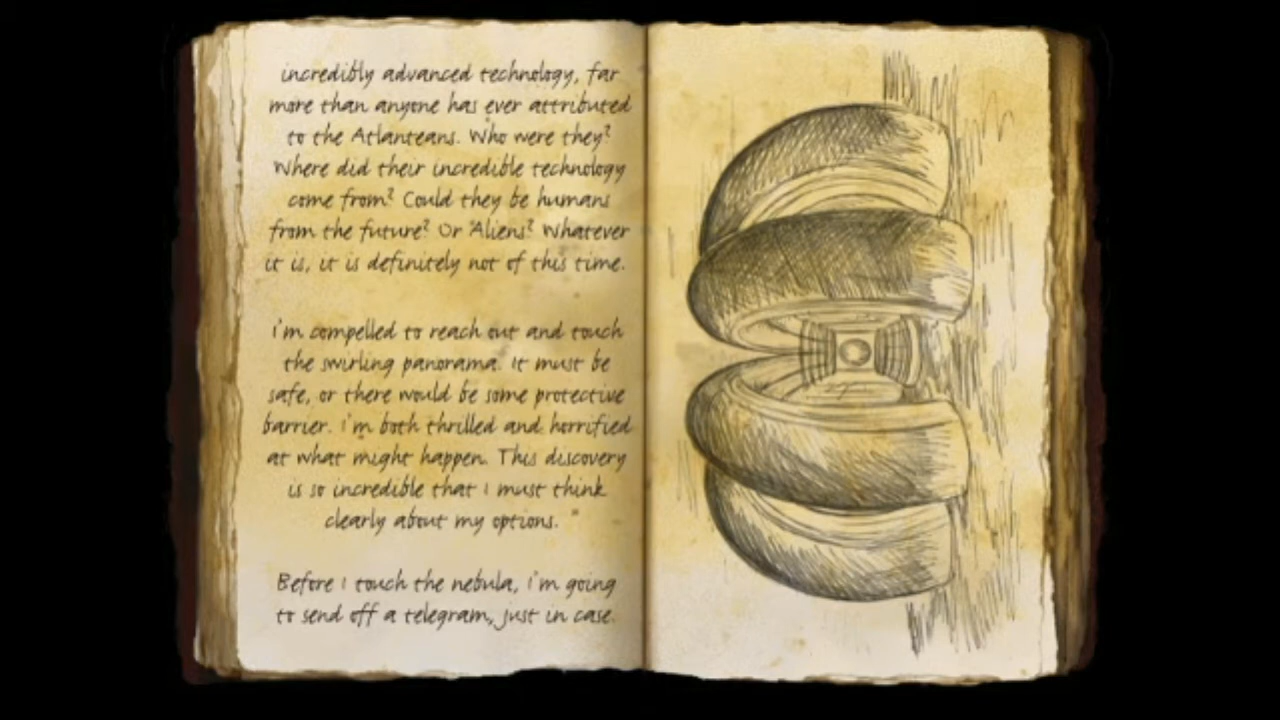 incredibly advanced technology, far
more than anyone has ever attributed
to the Atlanteans. Who were they?
Where did their incredible technology
come from? Could they be humans
from the future? Or Aliens? Whatever
it is, it is definitely not of this time.
I'm compelled to reach out and touch
the swirling panorama. It must be
safe, or there would be some protective
barrier. I'm both thrilled and horrified
at what might happen. This discovery
is so incredible that I must think
clearly about my options.
Before I touch the nebula, I'm going
to send off a telegram, just in case.